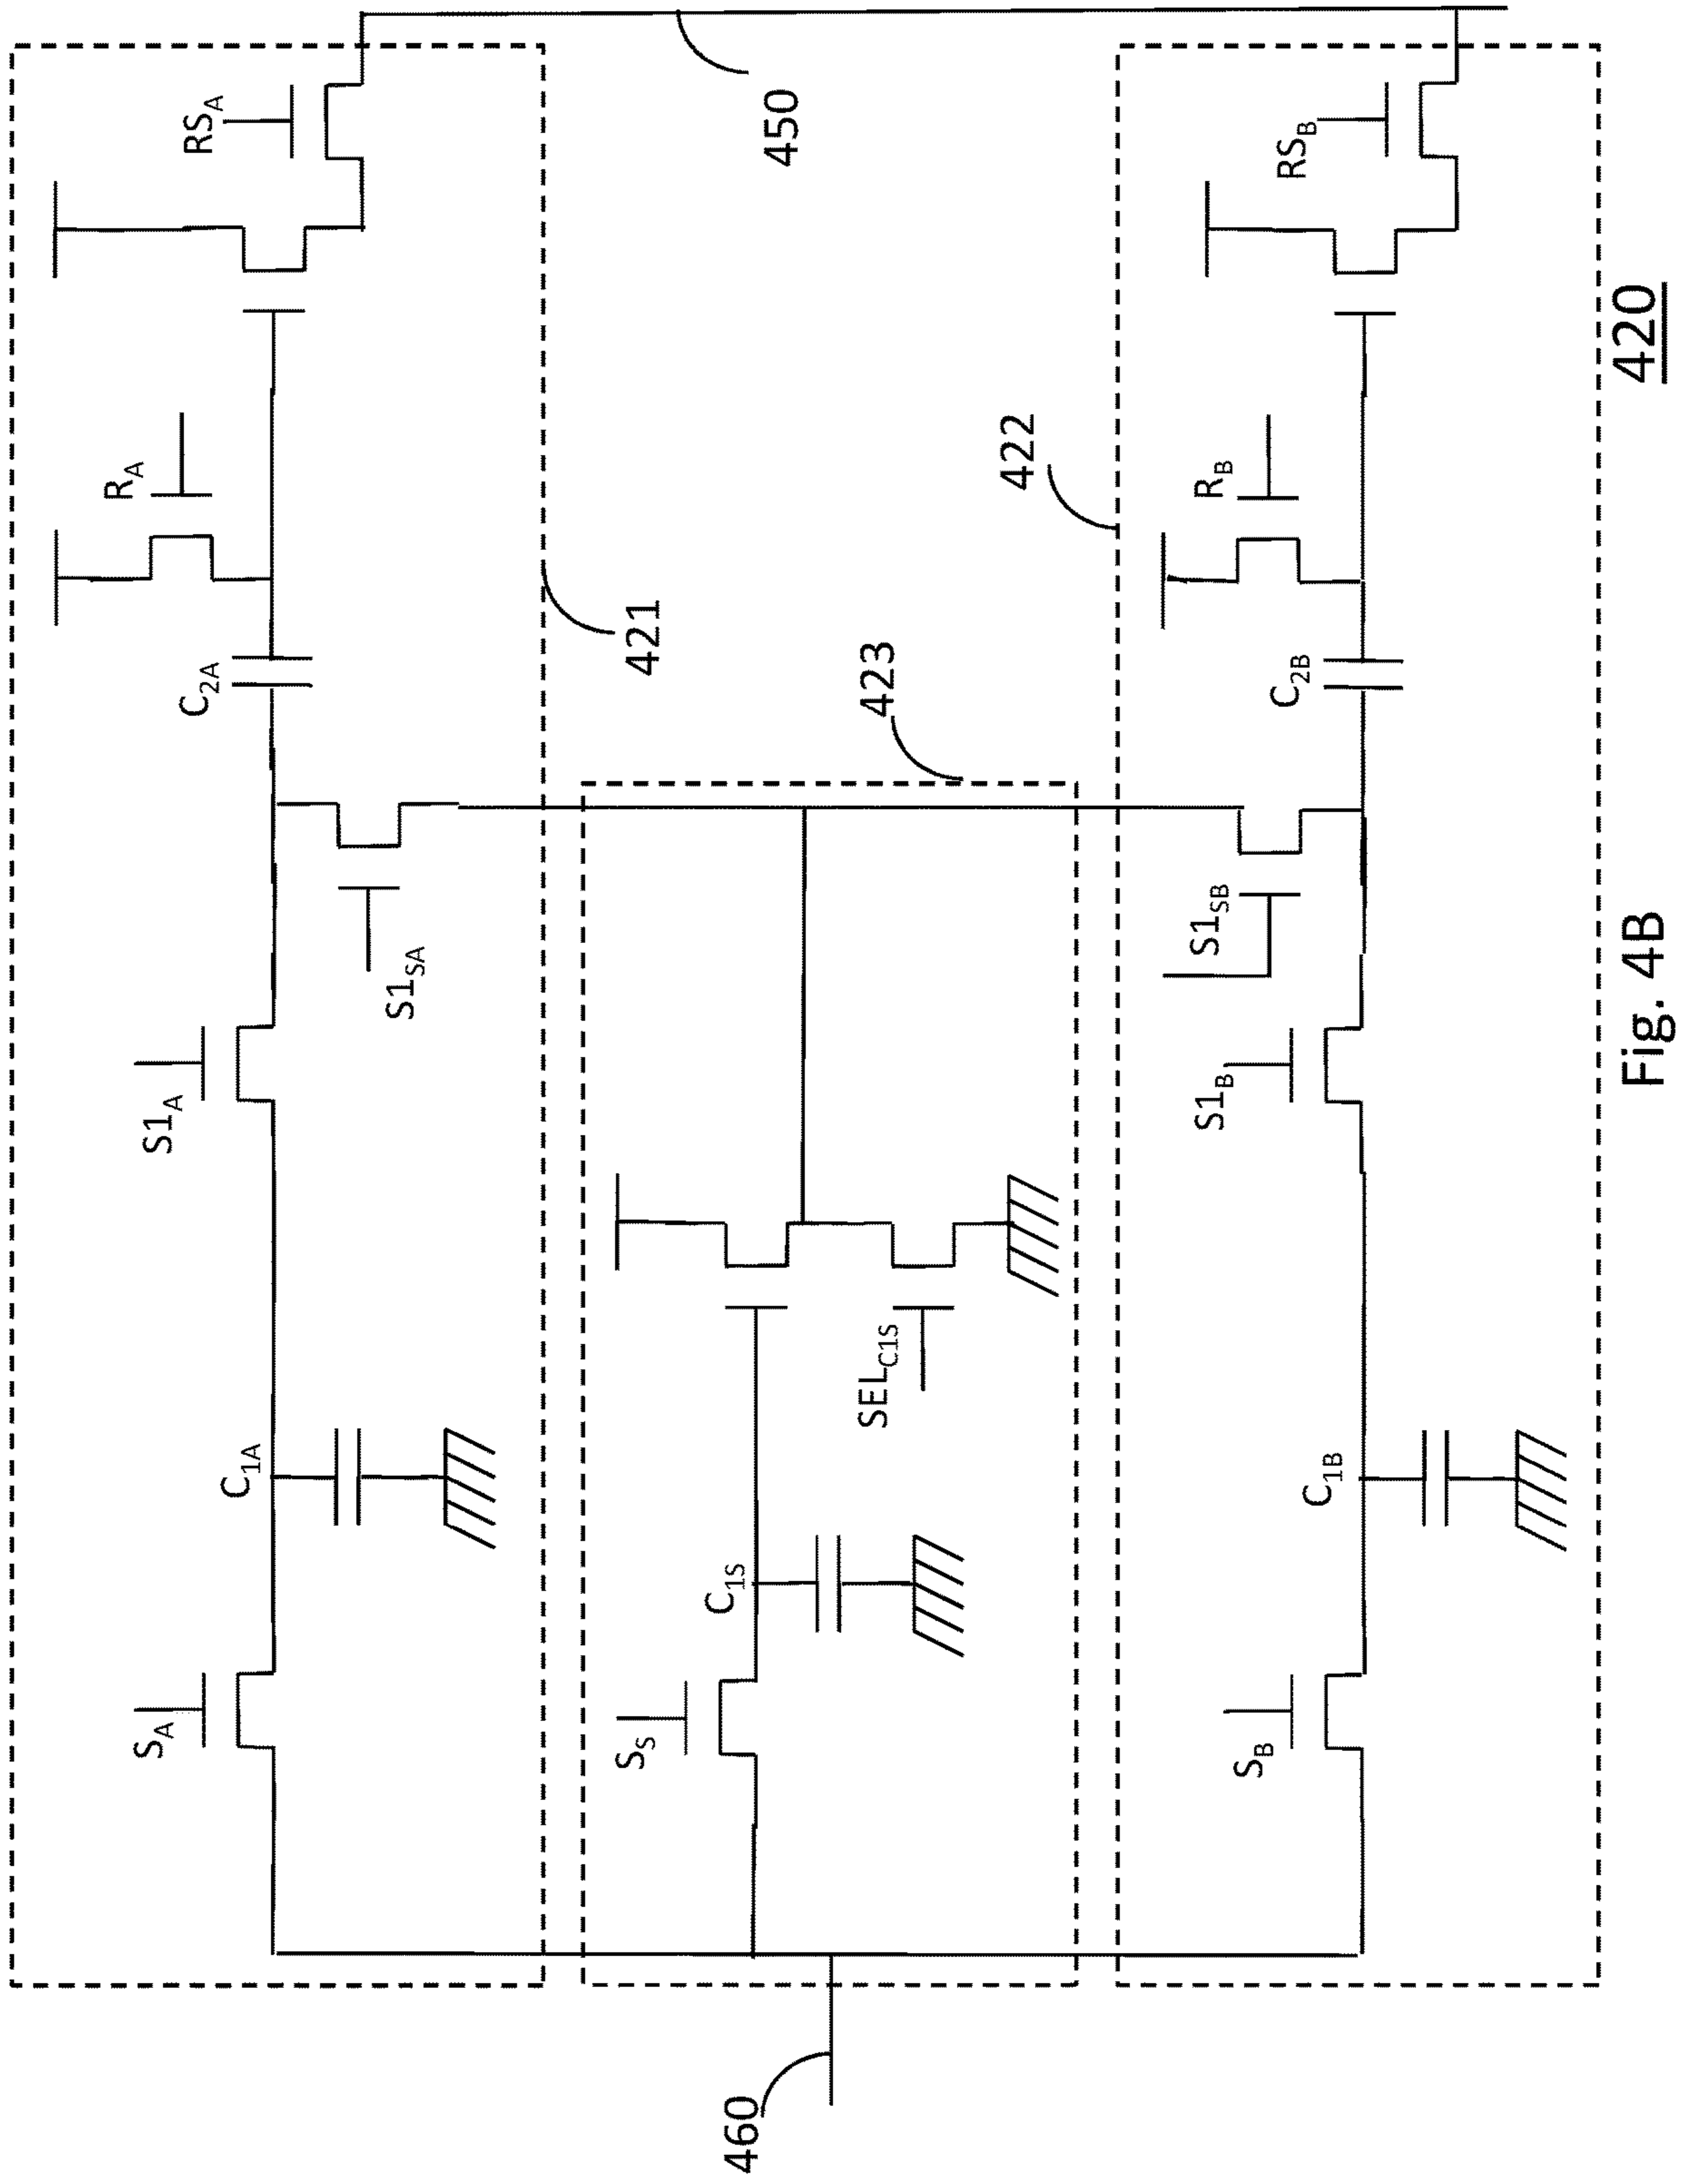 RS_A
450
R_A
C_2A
421
S1_SA
S1_A
C_1A
S_A
423
SEL_C1S
C_1S
S_S
422
RS_B
R_B
C_2B
S1_SB
S1_B
C_1B
S_B
460
420
Fig. 4B